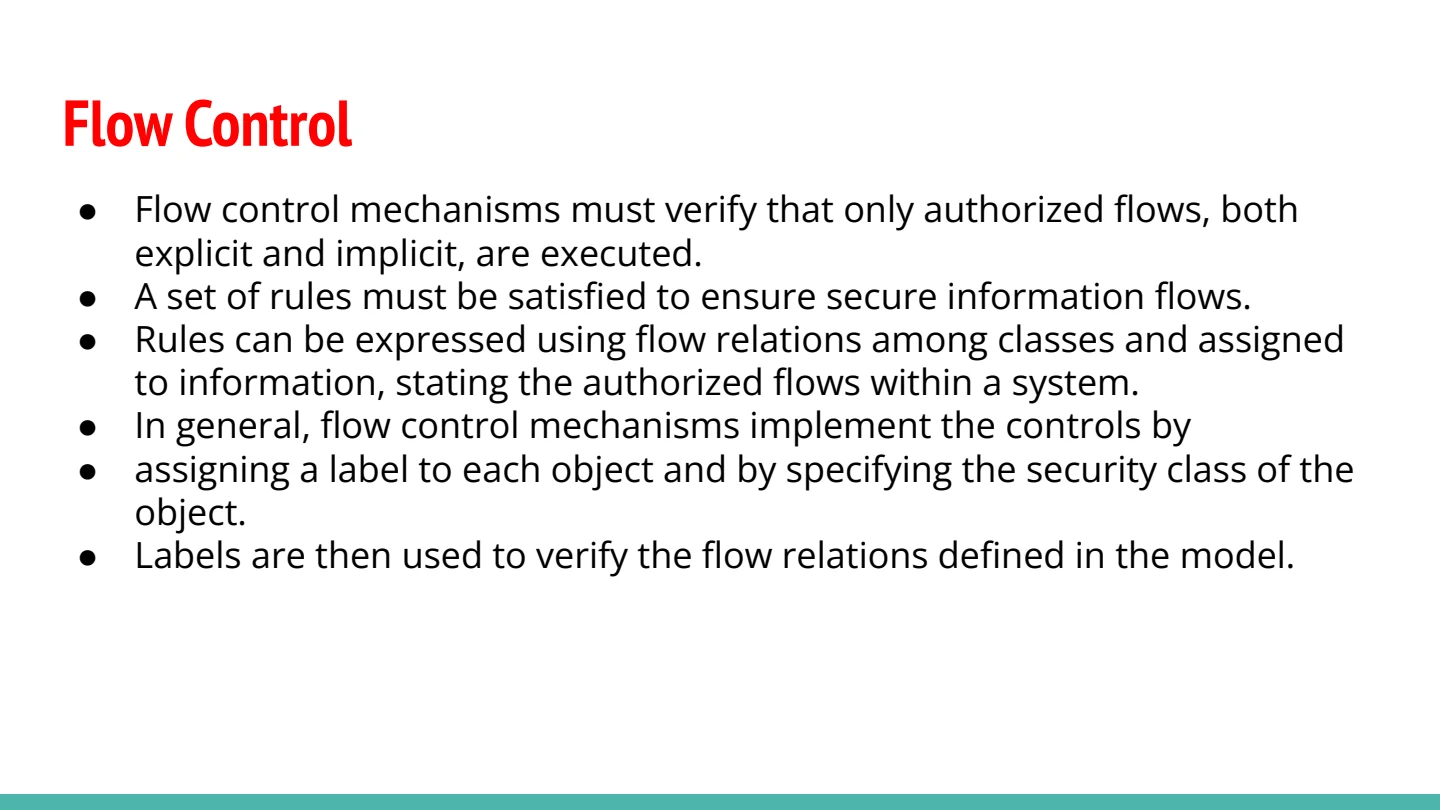 Flow Control
● Flow control mechanisms must verify that only authorized flows, both
explicit and implicit, are executed.
● A set of rules must be satisfied to ensure secure information flows.
● Rules can be expressed using flow relations among classes and assigned
to information, stating the authorized flows within a system.
● In general, flow control mechanisms implement the controls by
● assigning a label to each object and by specifying the security class of the
object.
● Labels are then used to verify the flow relations defined in the model.